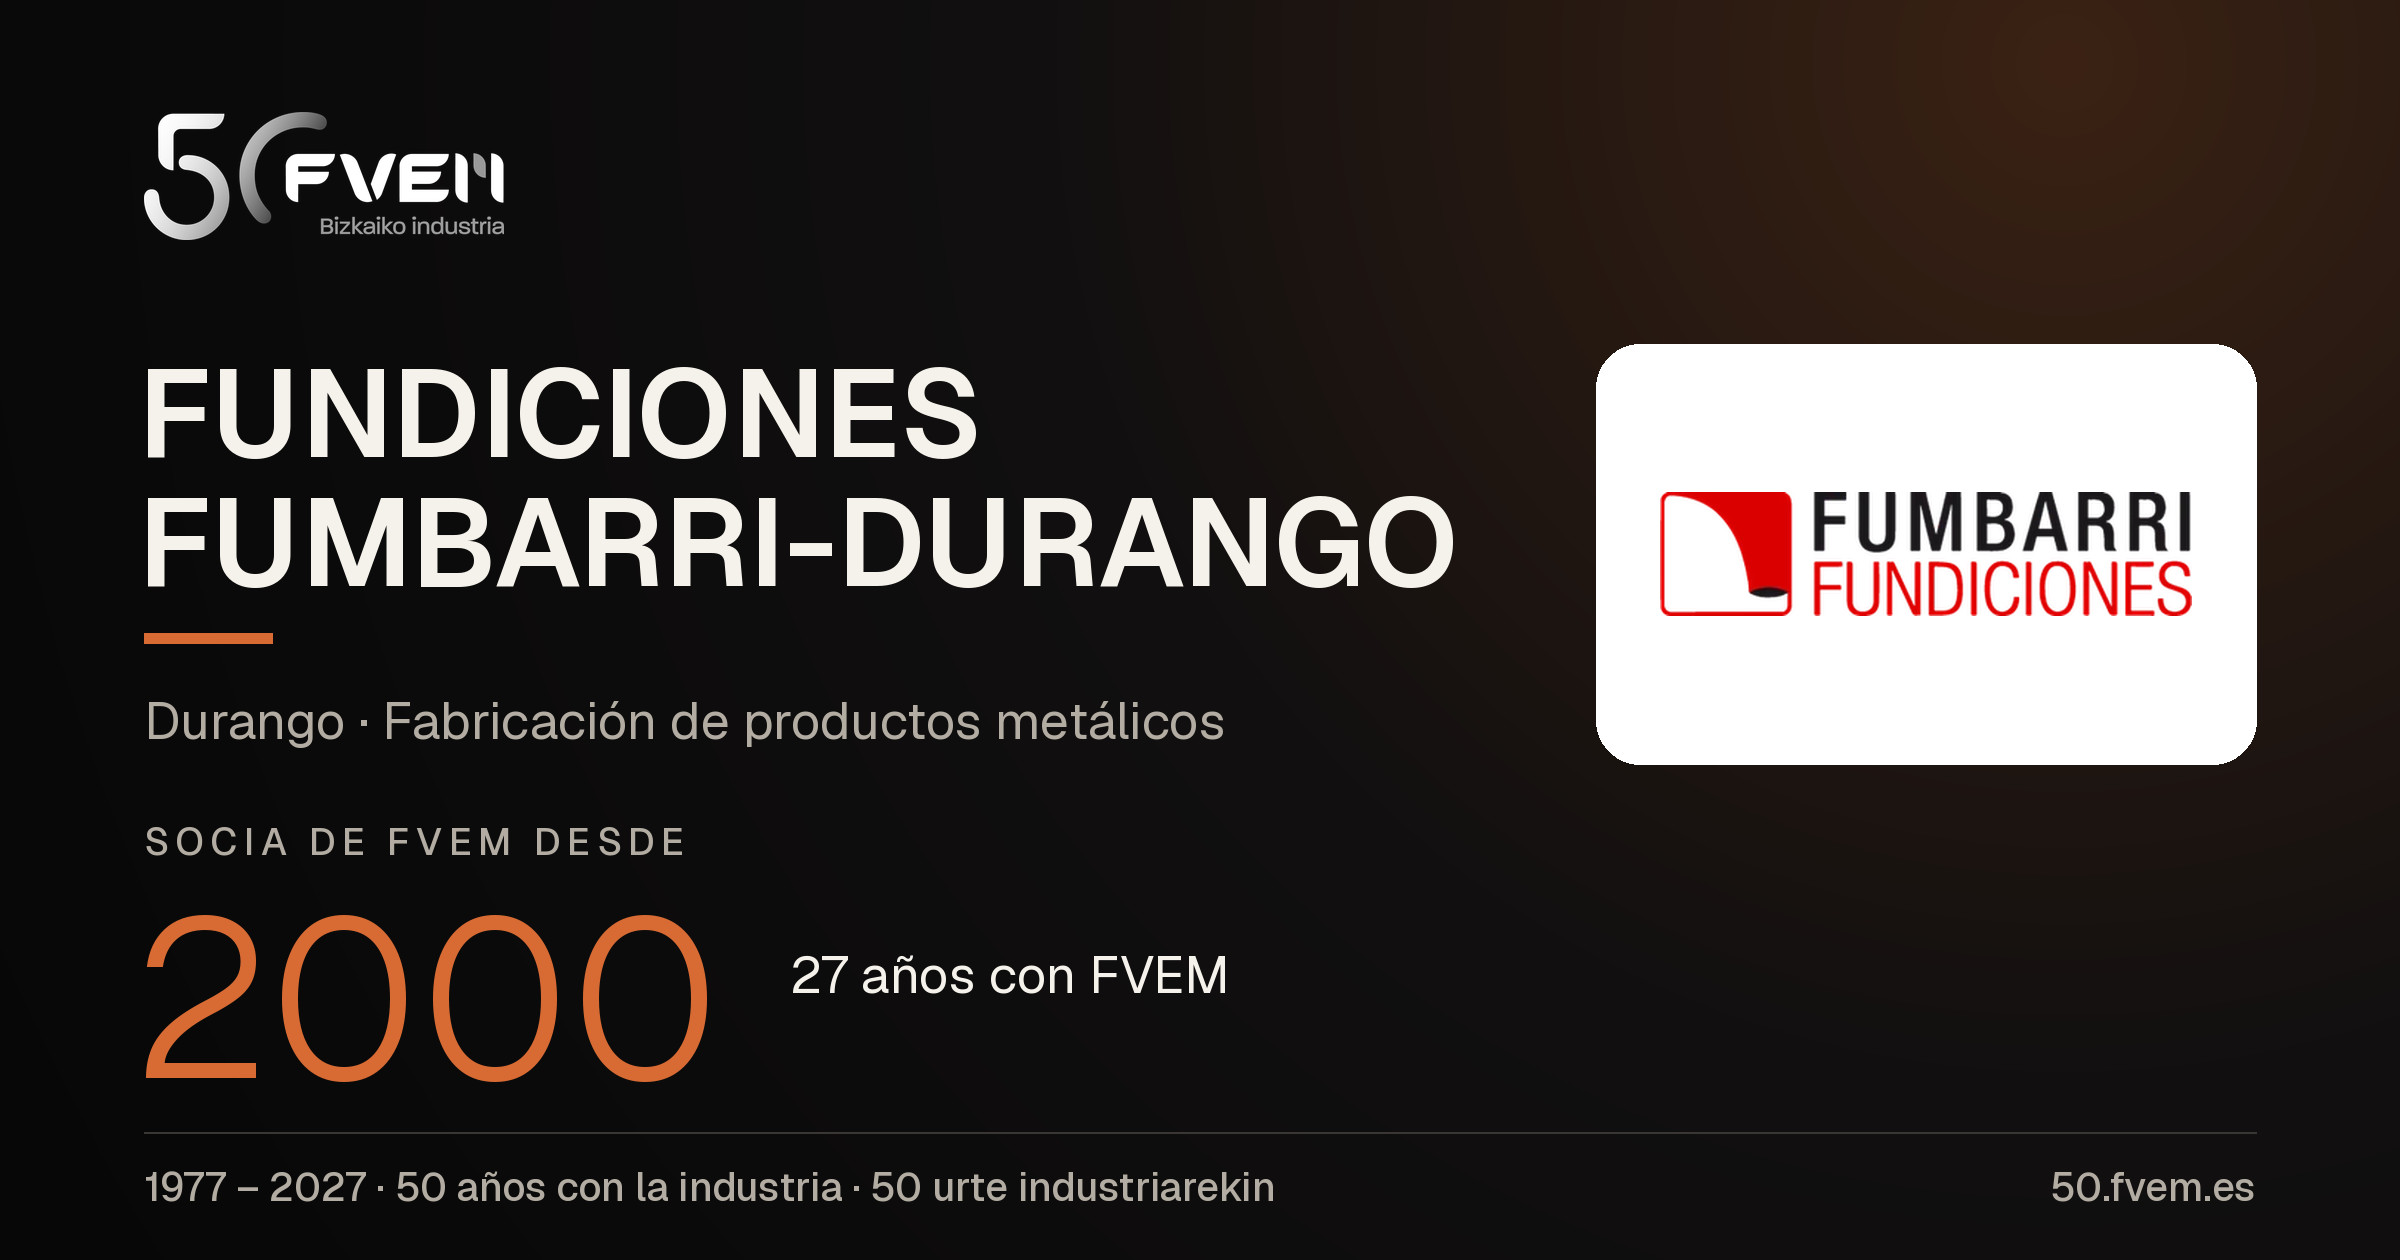 50 FVEM
Bizkaiko industria
FUNDICIONES
FUMBARRI-DURANGO
FUMBARRI
FUNDICIONES
Durango · Fabricación de productos metálicos
SOCIA DE FVEM DESDE
2000
27 años con FVEM
1977 – 2027 · 50 años con la industria · 50 urte industriarekin
50.fvem.es